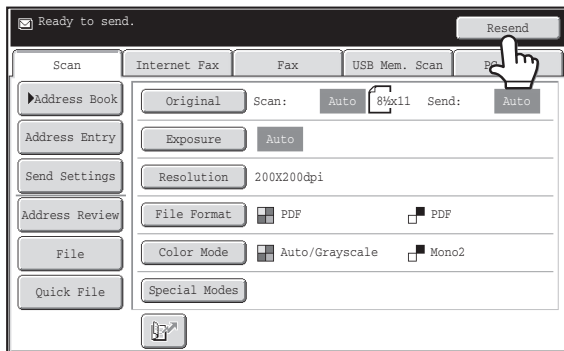 Ready to send.
Resend
Scan
Internet Fax
Fax
USB Mem. Scan
Address Book
Original
Scan:
Auto
8½x11
Send:
Auto
Address Entry
Exposure
Auto
Send Settings
Resolution
200X200dpi
Address Review
File Format
PDF
PDF
File
Color Mode
Auto/Grayscale
Mono2
Quick File
Special Modes